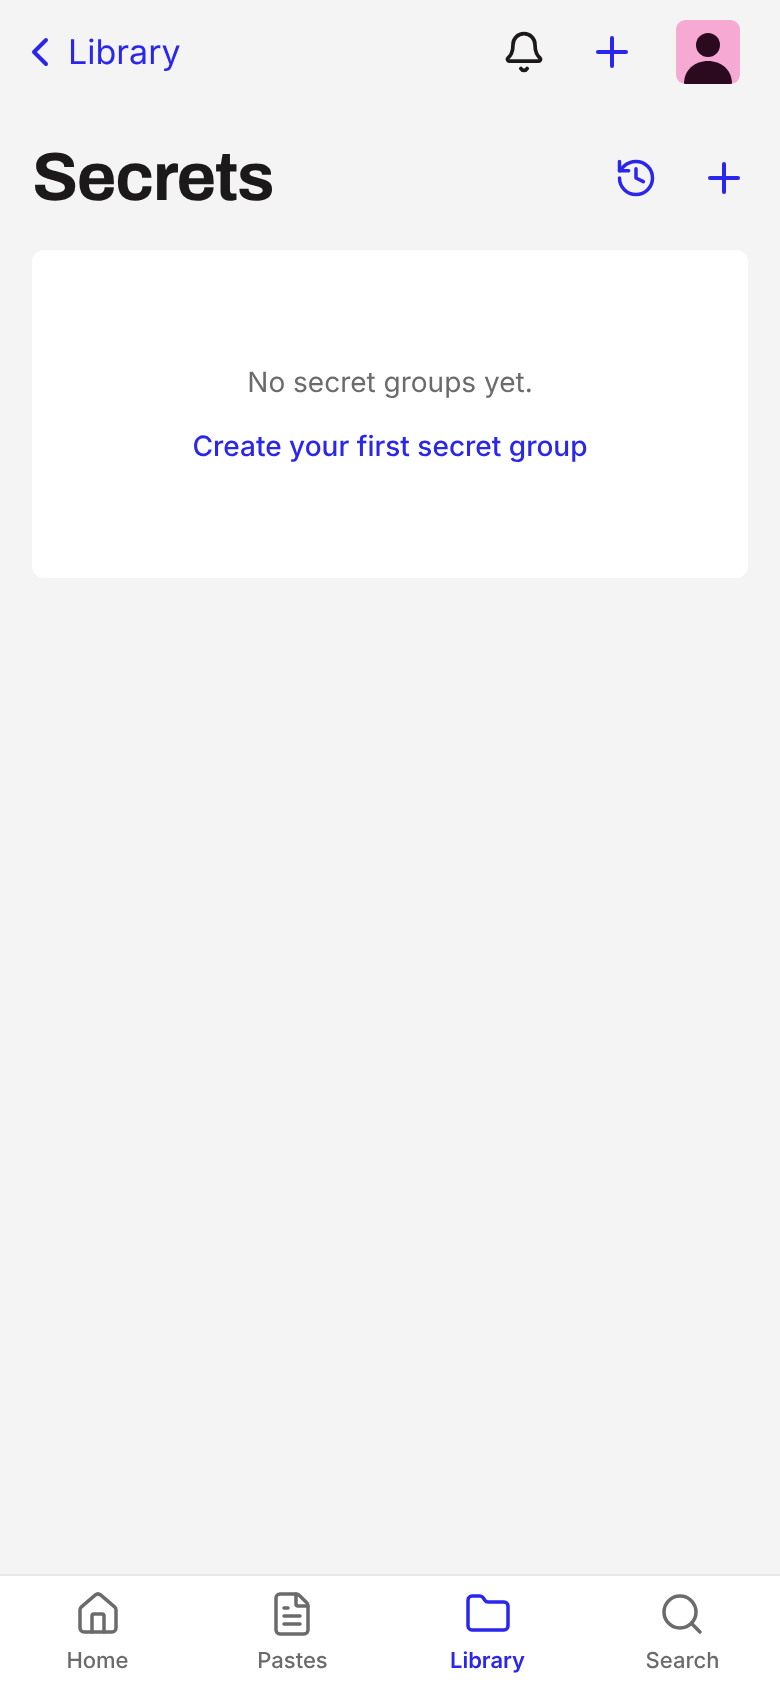 Library
Secrets
No secret groups yet.
Create your first secret group
Home
Pastes
Library
Search